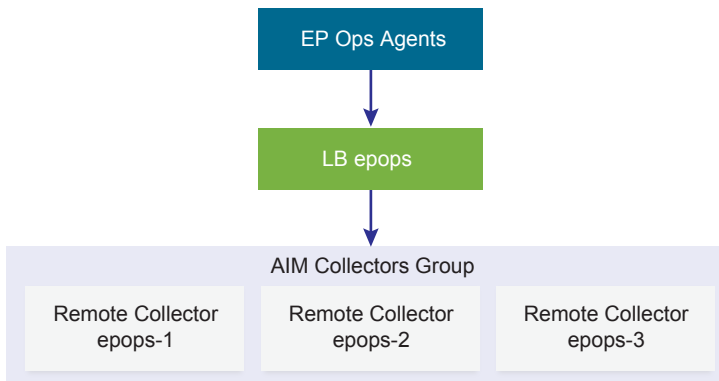 EP Ops Agents
LB epops
AIM Collectors Group
Remote Collector
epops-1
Remote Collector
epops-2
Remote Collector
epops-3